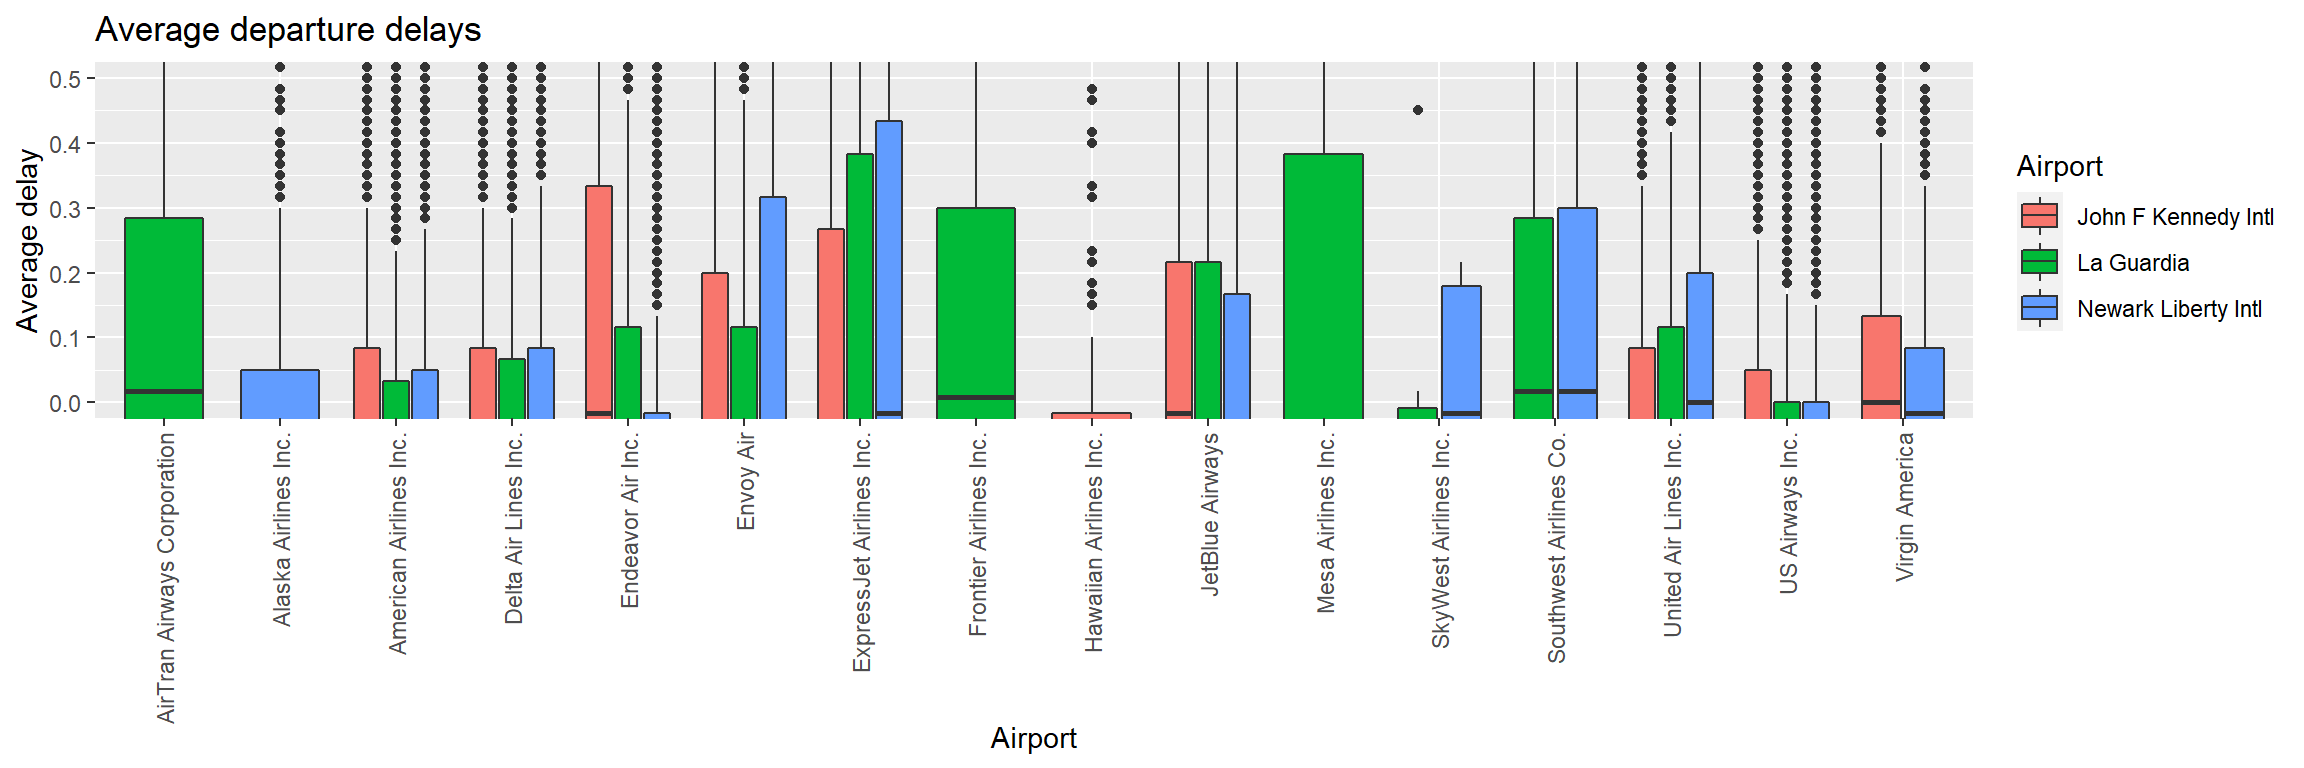 Average departure delays
Average delay
0.5
0.4
0.3
0.2
0.1
0.0
AirTran Airways Corporation
Alaska Airlines Inc.
American Airlines Inc.
Delta Air Lines Inc.
Endeavor Air Inc.
Envoy Air
ExpressJet Airlines Inc.
Frontier Airlines Inc.
Hawaiian Airlines Inc.
JetBlue Airways
Mesa Airlines Inc.
SkyWest Airlines Inc.
Southwest Airlines Co.
United Air Lines Inc.
US Airways Inc.
Virgin America
Airport
Airport
John F Kennedy Intl
La Guardia
Newark Liberty Intl